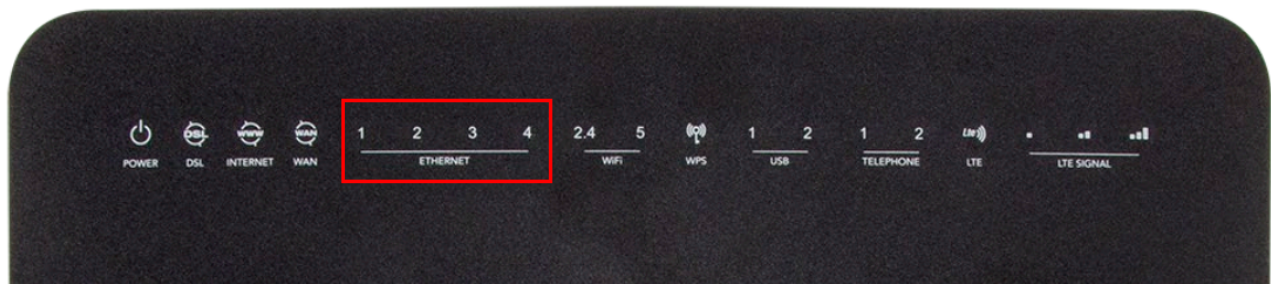 DSL WWW WAN 1 2 3 4 2.4 5 1 2 1 2 Lte
POWER DSL INTERNET WAN ETHERNET WiFi WPS USB TELEPHONE LTE LTE SIGNAL